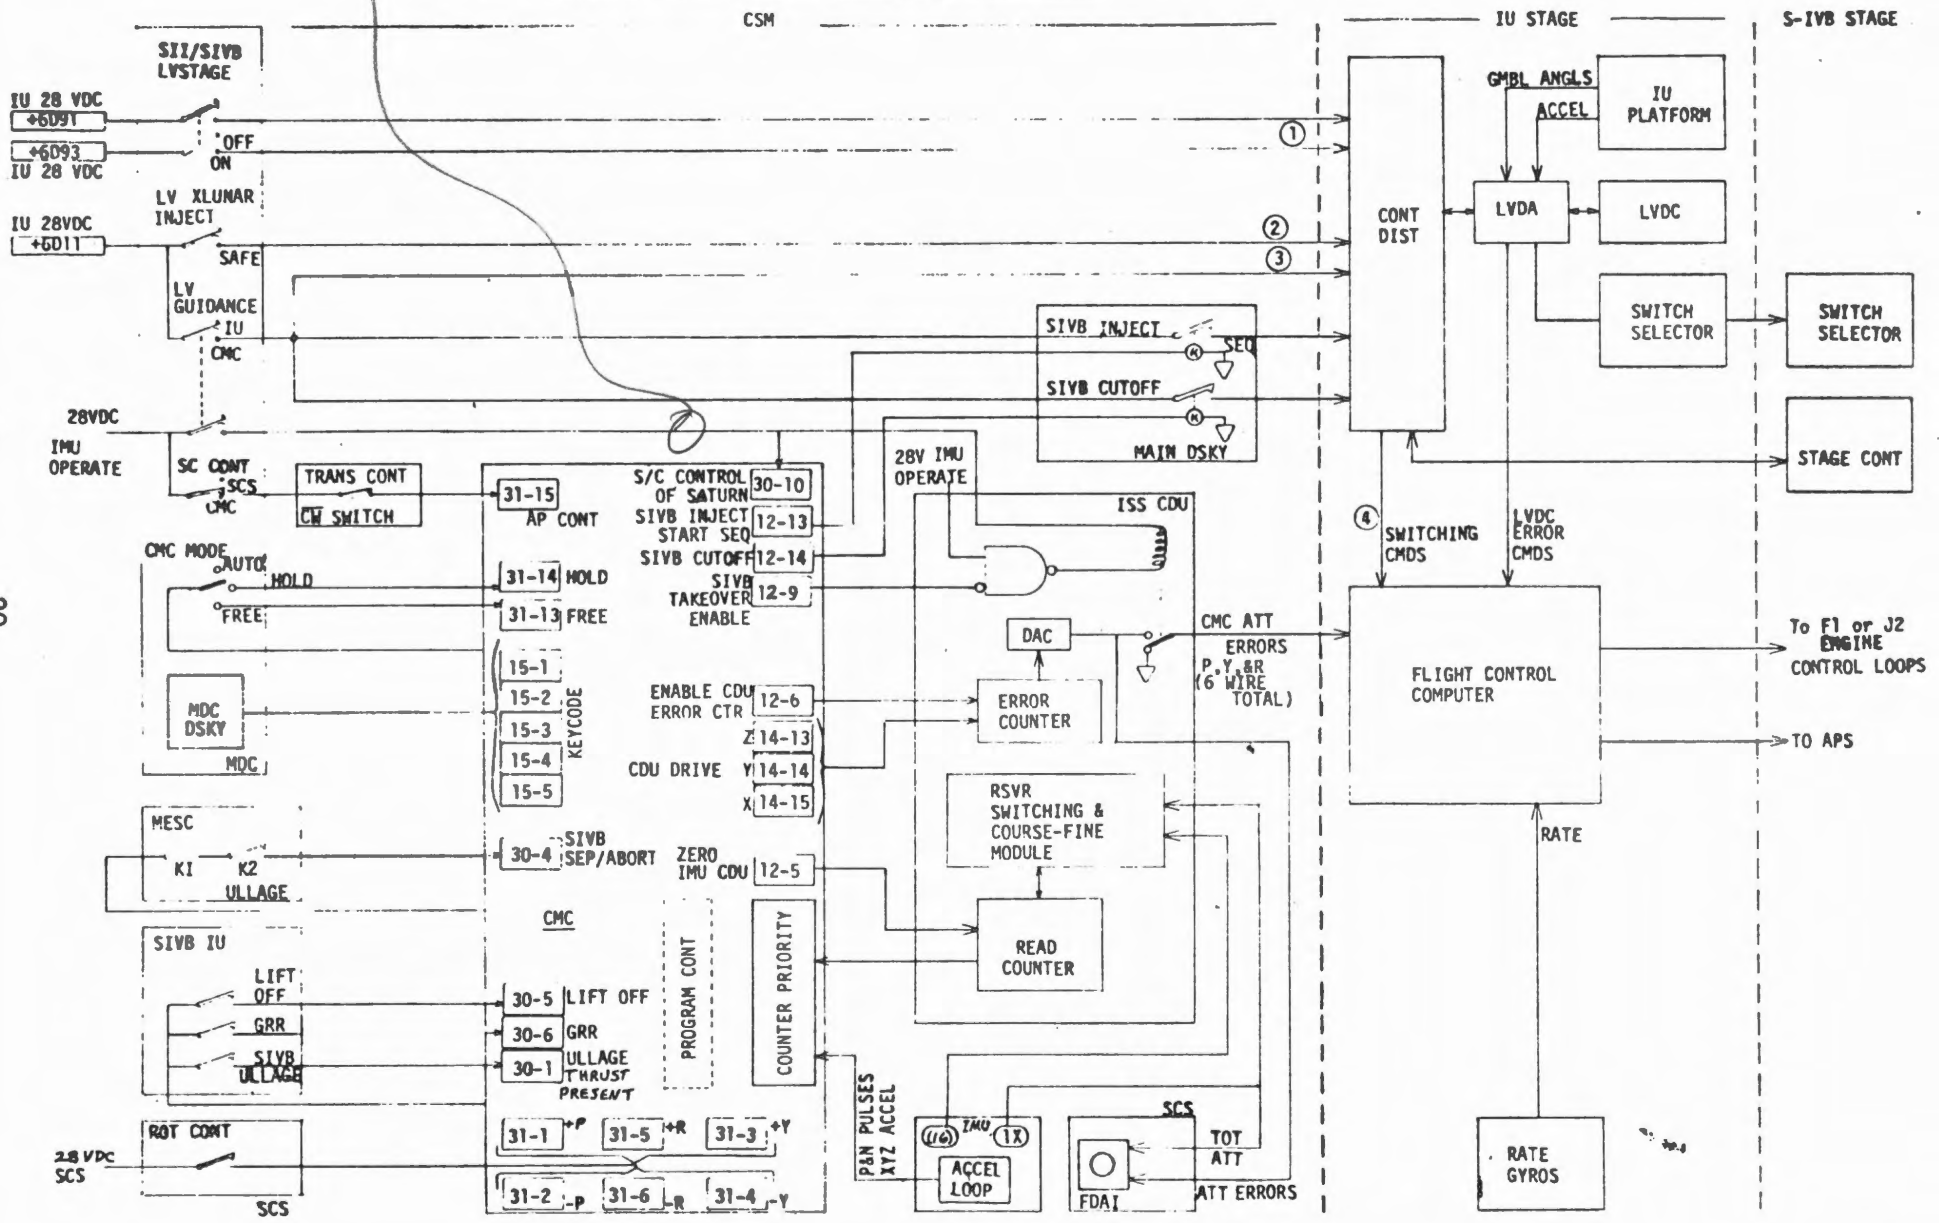 CSM
IU STAGE
S-IVB STAGE
SII/SIVB
LVSTAGE
IU 28 VDC
+6D91
+6D93
IU 28 VDC
OFF
ON
LV XLUNAR
INJECT
IU 28VDC
+6D11
SAFE
LV
GUIDANCE
IU
CMC
28VDC
IMU
OPERATE
SC CONT
SCS
CMC
TRANS CONT
CW SWITCH
CMC MODE
AUTO
HOLD
FREE
MDC
DSKY
MDC
MESC
K1
K2
ULLAGE
SIVB IU
LIFT
OFF
GRR
SIVB
ULLAGE
ROT CONT
28 VDC
SCS
SCS
31-15
AP CONT
31-14 HOLD
31-13 FREE
15-1
15-2
15-3
15-4
15-5
KEYCODE
30-4
SIVB
SEP/ABORT
CMC
30-5 LIFT OFF
30-6 GRR
30-1
ULLAGE
THRUST
PRESENT
31-1 +P
31-5 +R
31-3 +Y
31-2 -P
31-6 -R
31-4 -Y
S/C CONTROL
OF SATURN
30-10
SIVB INJECT
START SEQ
12-13
SIVB CUTOFF
12-14
SIVB
TAKEOVER
ENABLE
12-9
ENABLE CDU
ERROR CTR
12-6
CDU DRIVE
Z 14-13
Y 14-14
X 14-15
ZERO
IMU CDU
12-5
PROGRAM CONT
COUNTER PRIORITY
SIVB INJECT
K
SEQ
SIVB CUTOFF
K
MAIN DSKY
28V IMU
OPERATE
ISS CDU
DAC
CMC ATT
ERRORS
P,Y,&R
(6 WIRE
TOTAL)
ERROR
COUNTER
RSVR
SWITCHING &
COURSE-FINE
MODULE
READ
COUNTER
P&N PULSES
XYZ ACCEL
(16)
IMU
1X
ACCEL
LOOP
SCS
FDAI
TOT
ATT
ATT ERRORS
1
2
3
4
CONT
DIST
GMBL ANGLS
ACCEL
IU
PLATFORM
LVDA
LVDC
SWITCH
SELECTOR
SWITCH
SELECTOR
STAGE CONT
SWITCHING
CMDS
LVDC
ERROR
CMDS
FLIGHT CONTROL
COMPUTER
To F1 or J2
ENGINE
CONTROL LOOPS
TO APS
RATE
RATE
GYROS